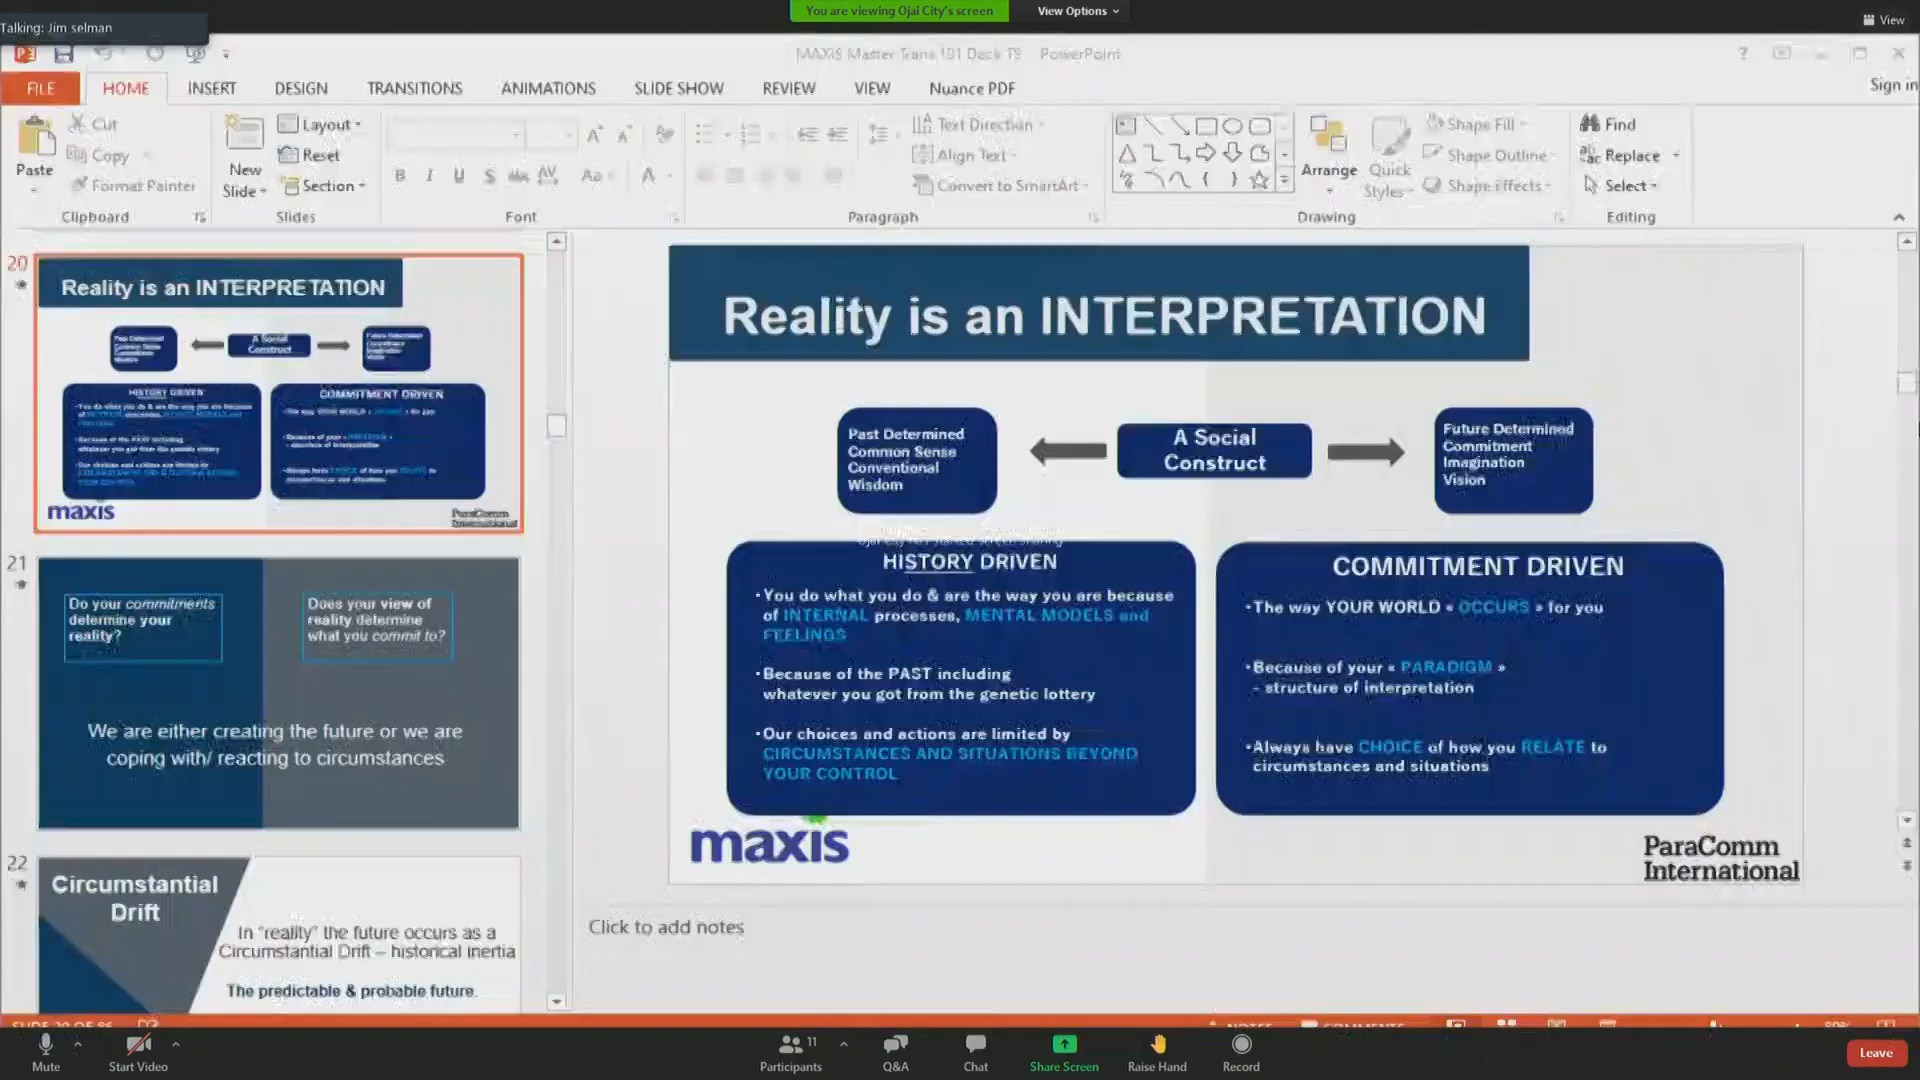 You are viewing Ojai City's screen
View Options
View
Talking: Jim selman
MAXIS Master Trans 101 Deck T9 PowerPoint
FILE
HOME
INSERT
DESIGN
TRANSITIONS
ANIMATIONS
SLIDE SHOW
REVIEW
VIEW
Nuance PDF
Sign in
Paste
Cut
Copy
Format Painter
Clipboard
New
Slide
Layout
Reset
Section
Slides
Font
Text Direction
Align Text
Convert to SmartArt
Paragraph
Arrange
Quick
Styles
Shape Fill
Shape Outline
Shape Effects
Drawing
Find
Replace
Select
Editing
20
Reality is an INTERPRETATION
A Social
Construct
HISTORY DRIVEN
COMMITMENT DRIVEN
maxis
ParaComm
International
21
Do your commitments
determine your
reality?
Does your view of
reality determine
what you commit to?
We are either creating the future or we are
coping with/ reacting to circumstances
22
Circumstantial
Drift
In "reality" the future occurs as a
Circumstantial Drift – historical inertia
The predictable & probable future.
Reality is an INTERPRETATION
Past Determined
Common Sense
Conventional
Wisdom
A Social
Construct
Future Determined
Commitment
Imagination
Vision
HISTORY DRIVEN
•You do what you do & are the way you are because
of INTERNAL processes, MENTAL MODELS and
FEELINGS
•Because of the PAST including
whatever you got from the genetic lottery
•Our choices and actions are limited by
CIRCUMSTANCES AND SITUATIONS BEYOND
YOUR CONTROL
COMMITMENT DRIVEN
•The way YOUR WORLD « OCCURS » for you
•Because of your « PARADIGM »
- structure of interpretation
•Always have CHOICE of how you RELATE to
circumstances and situations
maxis
ParaComm
International
Click to add notes
Mute
Start Video
Participants
11
Q&A
Chat
Share Screen
Raise Hand
Record
Leave